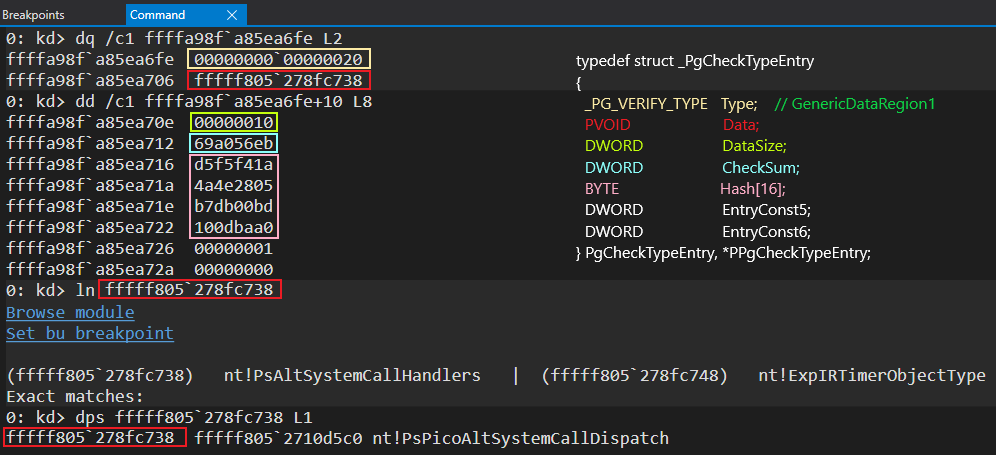 Breakpoints Command ×
0: kd> dq /c1 ffffa98f`a85ea6fe L2
ffffa98f`a85ea6fe 00000000`00000020
ffffa98f`a85ea706 fffff805`278fc738
0: kd> dd /c1 ffffa98f`a85ea6fe+10 L8
ffffa98f`a85ea70e 00000010
ffffa98f`a85ea712 69a056eb
ffffa98f`a85ea716 d5f5f41a
ffffa98f`a85ea71a 4a4e2805
ffffa98f`a85ea71e b7db00bd
ffffa98f`a85ea722 100dbaa0
ffffa98f`a85ea726 00000001
ffffa98f`a85ea72a 00000000
0: kd> ln fffff805`278fc738
Browse module
Set bu breakpoint
(fffff805`278fc738) nt!PsAltSystemCallHandlers | (fffff805`278fc748) nt!ExpIRTimerObjectType
Exact matches:
0: kd> dps fffff805`278fc738 L1
fffff805`278fc738 fffff805`2710d5c0 nt!PsPicoAltSystemCallDispatch
typedef struct _PgCheckTypeEntry
{
_PG_VERIFY_TYPE Type; // GenericDataRegion1
PVOID Data;
DWORD DataSize;
DWORD CheckSum;
BYTE Hash[16];
DWORD EntryConst5;
DWORD EntryConst6;
} PgCheckTypeEntry, *PPgCheckTypeEntry;